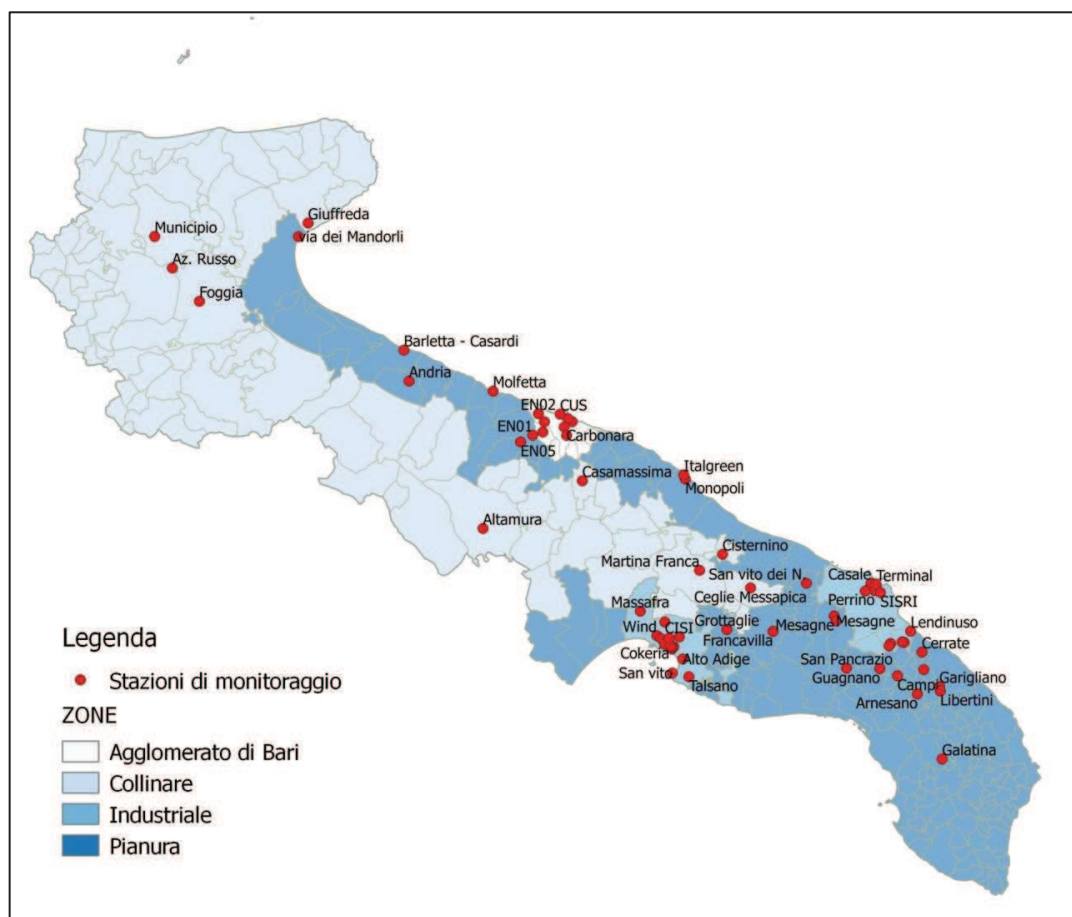 Giuffreda
Municipio
via dei Mandorli
Az. Russo
Foggia
Barletta - Casardi
Andria
Molfetta
EN02 CUS
EN01
Carbonara
EN05
Casamassima
Italgreen
Monopoli
Altamura
Cisternino
Martina Franca
San vito dei N.
Casale
Terminal
Ceglie Messapica
Massafra
Perrino
SISRI
Grottaglie
Mesagne
Mesagne
Lendinuso
Wind
CISI
Francavilla
Cerrate
Cokeria
Alto Adige
San Pancrazio
San vito
Talsano
Guagnano
Campi
Garigliano
Arnesano
Libertini
Galatina
Legenda
Stazioni di monitoraggio
ZONE
Agglomerato di Bari
Collinare
Industriale
Pianura